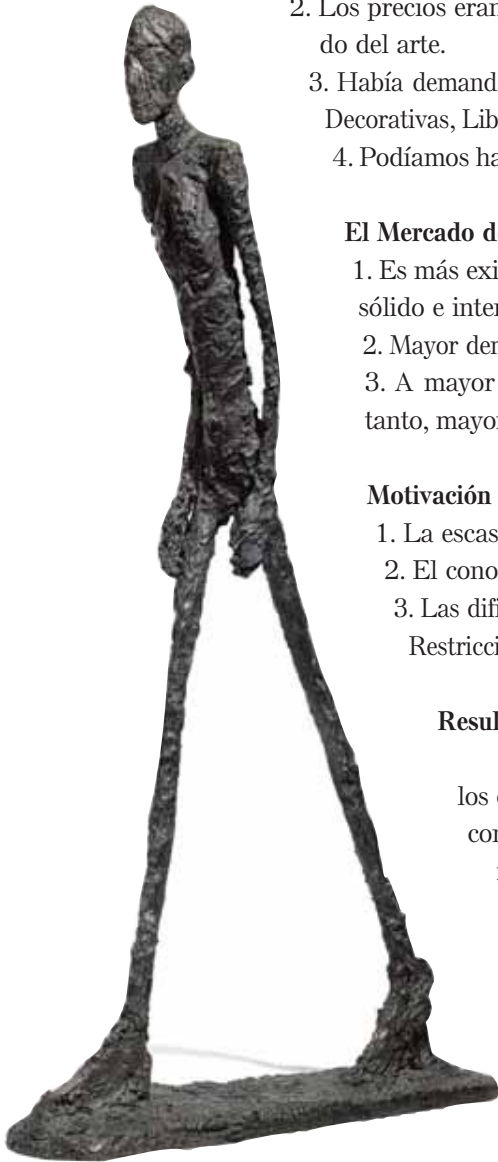 2. Los precios eran
do del arte.
3. Había demand
Decorativas, Lib
4. Podíamos ha
El Mercado d
1. Es más exi
sólido e inter
2. Mayor den
3. A mayor
tanto, mayor
Motivación
1. La escas
2. El cono
3. Las difi
Restricci
Resul
los
con